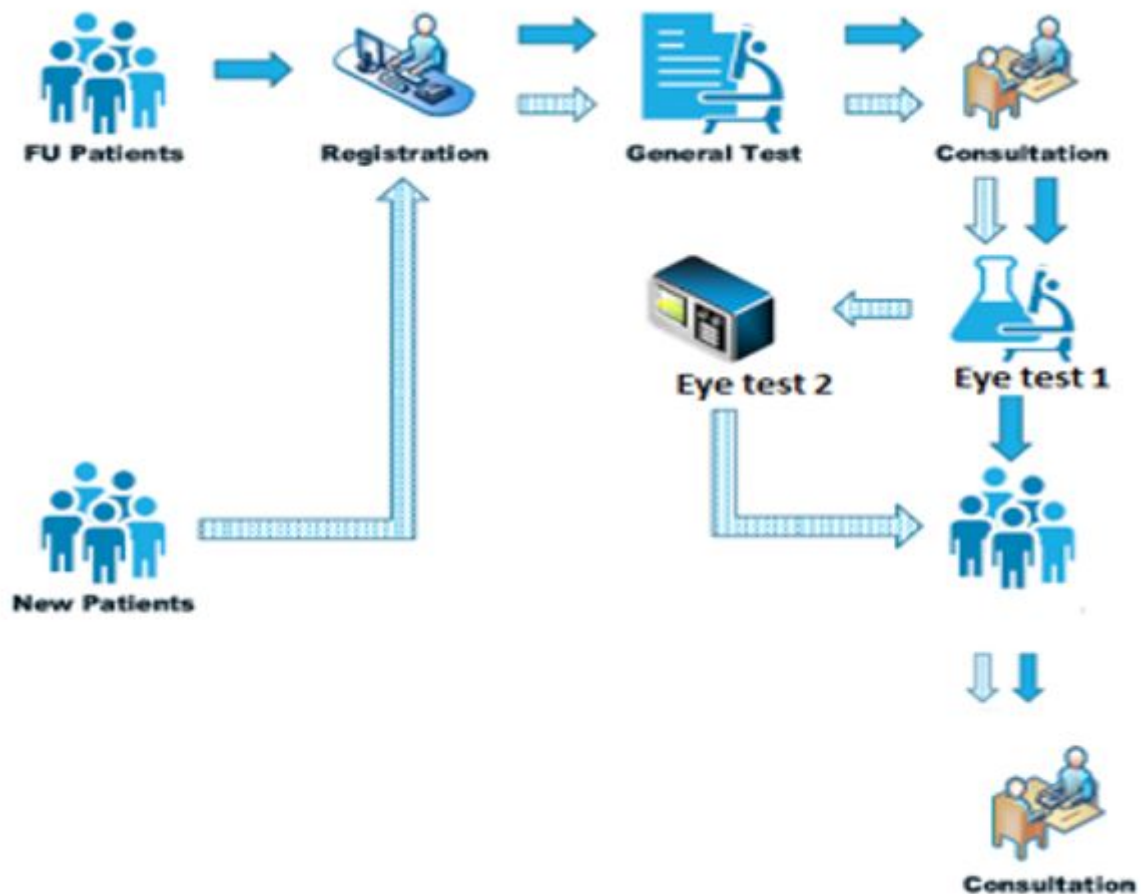 FU Patients
Registration
General Test
Consultation
Eye test 2
Eye test 1
New Patients
Consultation